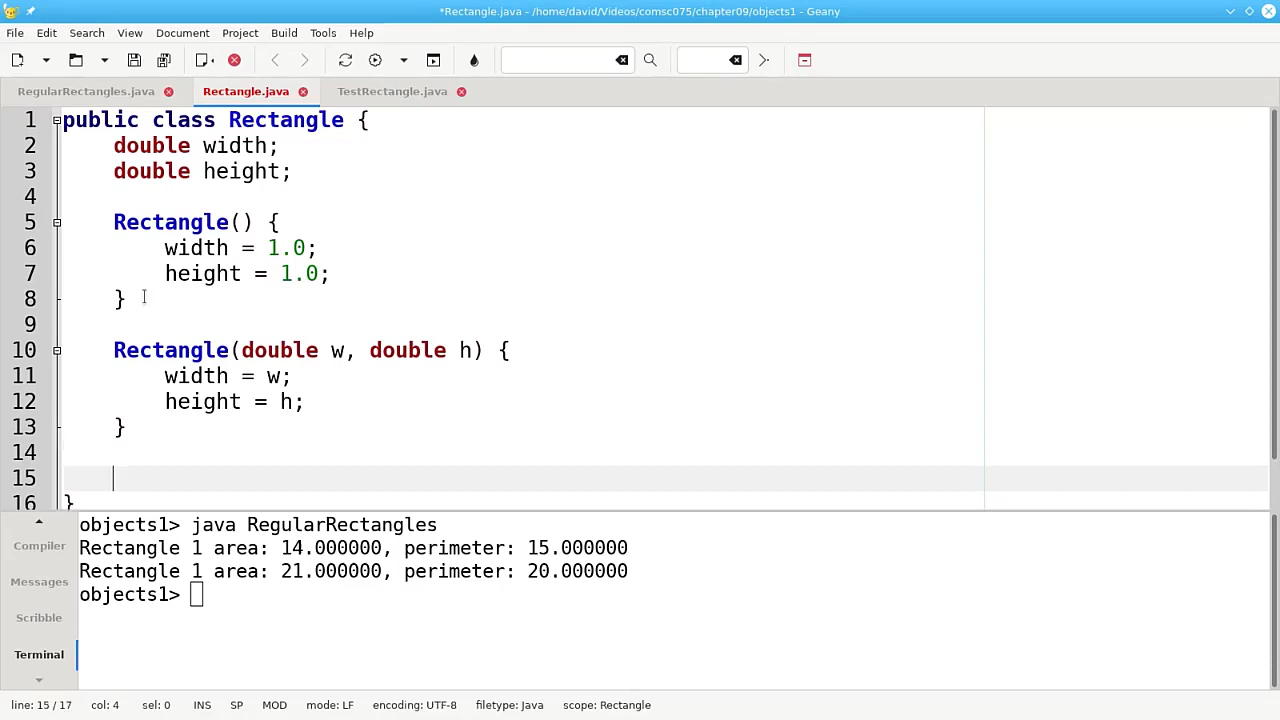 *Rectangle.java - /home/david/Videos/comsc075/chapter09/objects1 - Geany
File Edit Search View Document Project Build Tools Help
RegularRectangles.java Rectangle.java TestRectangle.java
1 public class Rectangle {
2 double width;
3 double height;
4
5 Rectangle() {
6 width = 1.0;
7 height = 1.0;
8 }
9
10 Rectangle(double w, double h) {
11 width = w;
12 height = h;
13 }
14
15
16 }
Compiler
Messages
Scribble
Terminal
objects1> java RegularRectangles
Rectangle 1 area: 14.000000, perimeter: 15.000000
Rectangle 1 area: 21.000000, perimeter: 20.000000
objects1>
line: 15 / 17 col: 4 sel: 0 INS SP MOD mode: LF encoding: UTF-8 filetype: Java scope: Rectangle